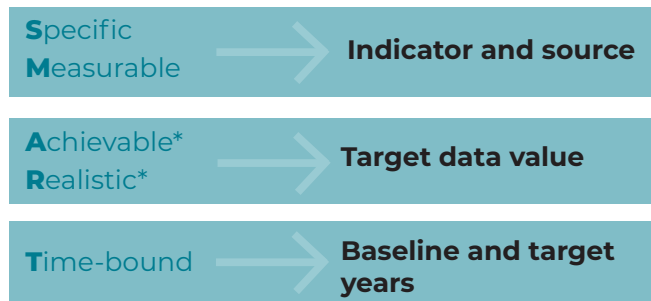 Specific
Measurable
Indicator and source
Achievable*
Realistic*
Target data value
Time-bound
Baseline and target
years